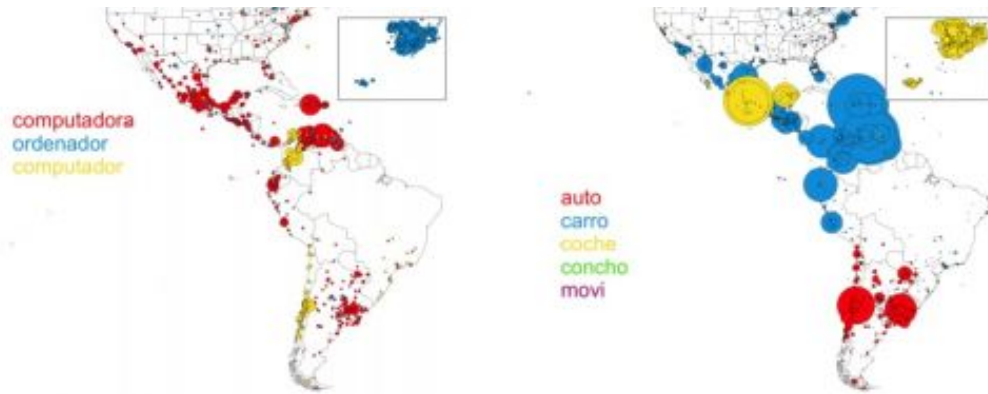 computadora
ordenador
computador
auto
carro
coche
concho
movi